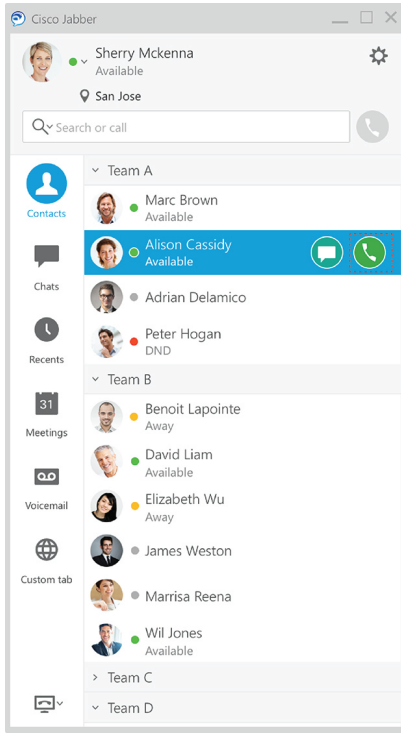 Cisco Jabber
Sherry Mckenna
Available
San Jose
Search or call
Contacts
Chats
Recents
31
Meetings
Voicemail
Custom tab
Team A
Marc Brown
Available
Alison Cassidy
Available
Adrian Delamico
Peter Hogan
DND
Team B
Benoit Lapointe
Away
David Liam
Available
Elizabeth Wu
Away
James Weston
Marrisa Reena
Wil Jones
Available
Team C
Team D